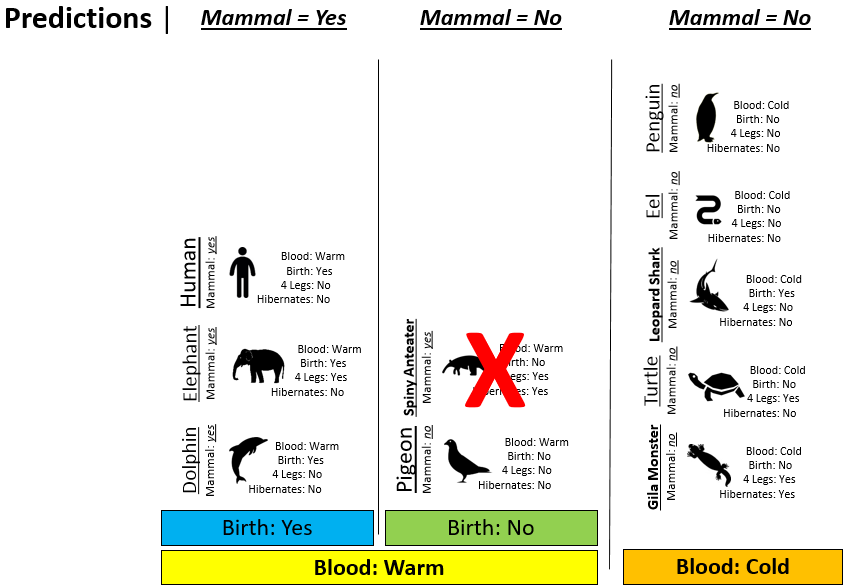 Predictions |
Mammal = Yes
Mammal = No
Mammal = No
Human
Mammal: yes
Blood: Warm
Birth: Yes
4 Legs: No
Hibernates: No
Elephant
Mammal: yes
Blood: Warm
Birth: Yes
4 Legs: Yes
Hibernates: No
Dolphin
Mammal: yes
Blood: Warm
Birth: Yes
4 Legs: No
Hibernates: No
Birth: Yes
Spiny Anteater
Mammal: yes
Blood: Warm
Birth: No
4 Legs: Yes
Hibernates: Yes
X
Pigeon
Mammal: no
Blood: Warm
Birth: No
4 Legs: No
Hibernates: No
Birth: No
Blood: Warm
Penguin
Mammal: no
Blood: Cold
Birth: No
4 Legs: No
Hibernates: No
Eel
Mammal: no
Blood: Cold
Birth: No
4 Legs: No
Hibernates: No
Leopard Shark
Mammal: no
Blood: Cold
Birth: Yes
4 Legs: No
Hibernates: No
Turtle
Mammal: no
Blood: Cold
Birth: No
4 Legs: Yes
Hibernates: No
Gila Monster
Mammal: no
Blood: Cold
Birth: No
4 Legs: Yes
Hibernates: Yes
Blood: Cold